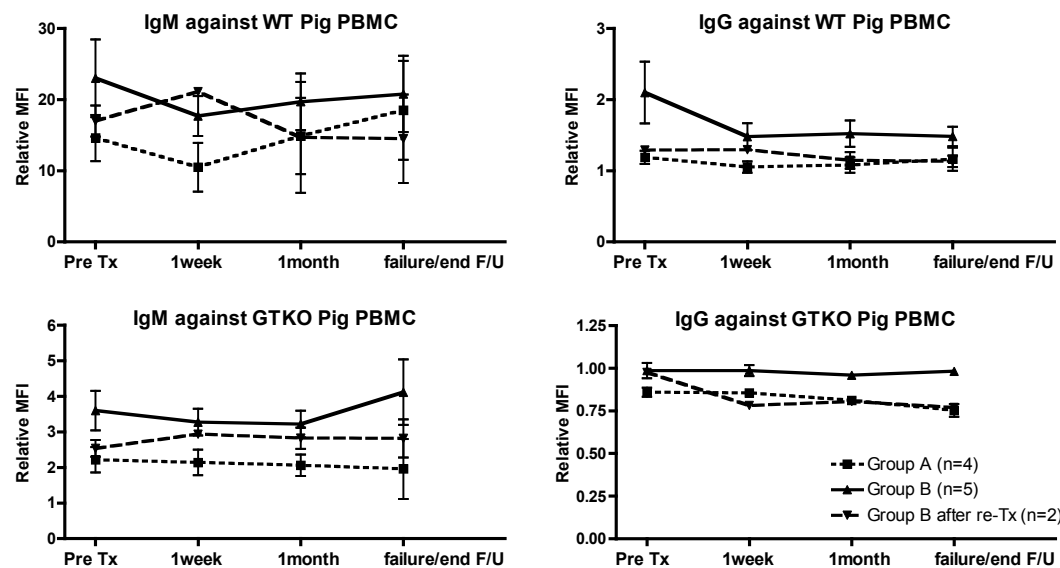 IgM against WT Pig PBMC
Relative MFI
30
20
10
0
Pre Tx 1week 1month failure/end F/U
IgG against WT Pig PBMC
Relative MFI
3
2
1
0
Pre Tx 1week 1month failure/end F/U
IgM against GTKO Pig PBMC
Relative MFI
6
5
4
3
2
1
0
Pre Tx 1week 1month failure/end F/U
IgG against GTKO Pig PBMC
Relative MFI
1.25
1.00
0.75
0.50
0.25
0.00
Group A (n=4)
Group B (n=5)
Group B after re-Tx (n=2)
Pre Tx 1week 1month failure/end F/U